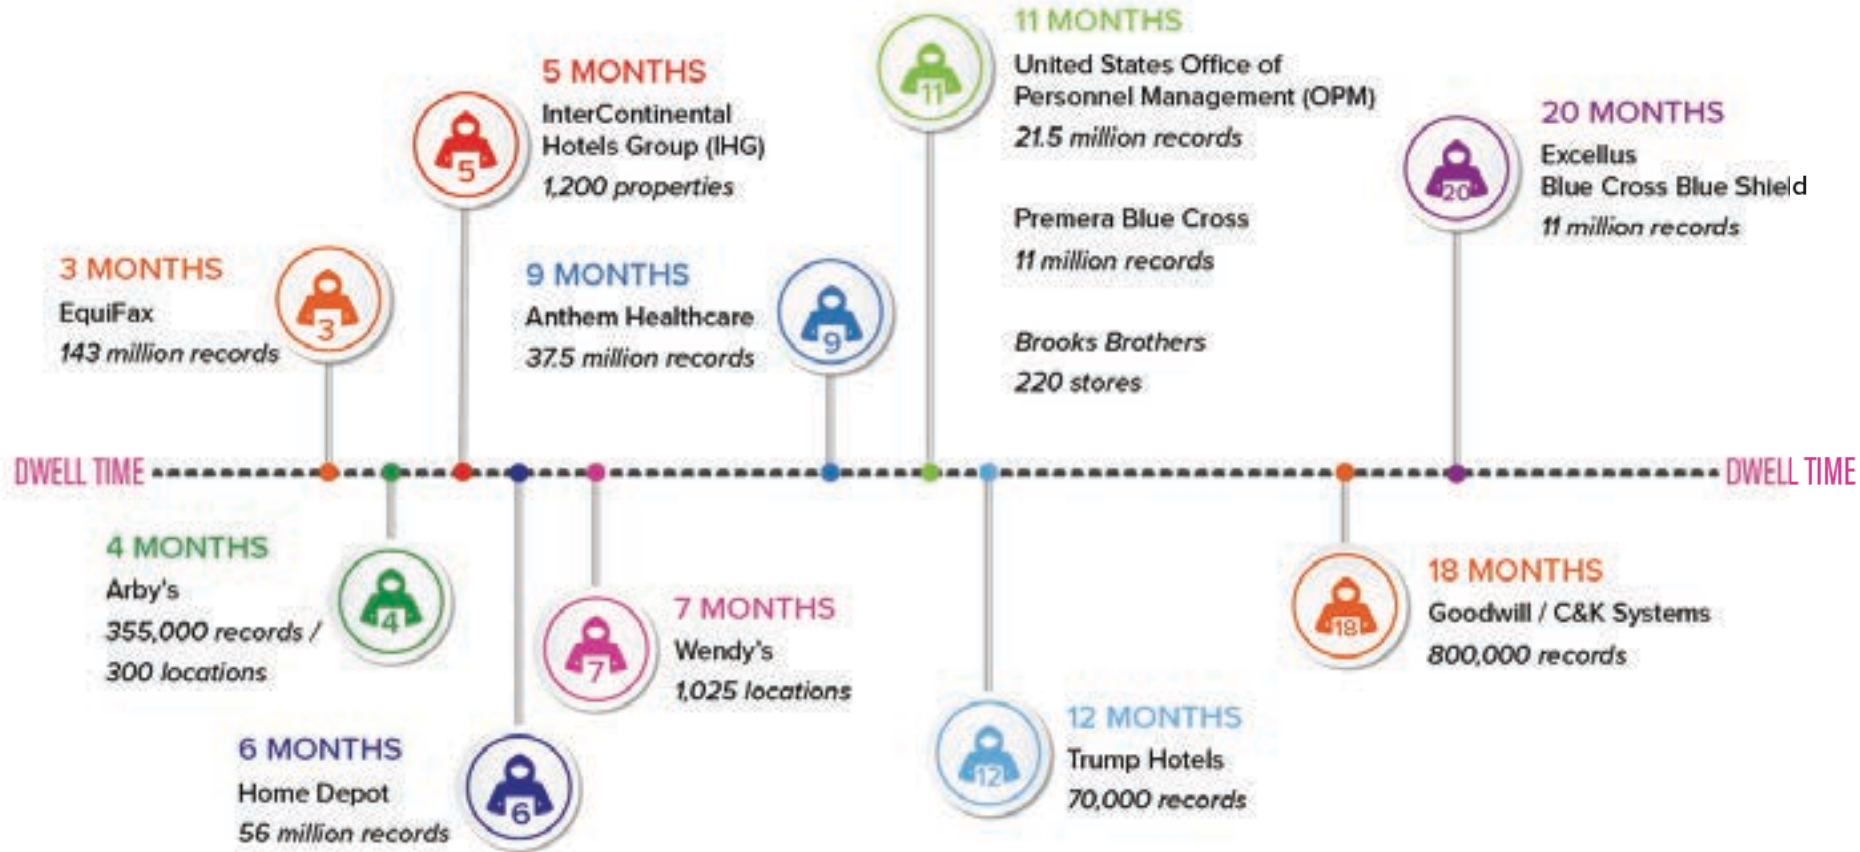 11 MONTHS
United States Office of
Personnel Management (OPM)
21.5 million records
Premera Blue Cross
11 million records
Brooks Brothers
220 stores
11
5 MONTHS
InterContinental
Hotels Group (IHG)
1,200 properties
5
20 MONTHS
Excellus
Blue Cross Blue Shield
11 million records
20
3 MONTHS
EquiFax
143 million records
3
9 MONTHS
Anthem Healthcare
37.5 million records
9
DWELL TIME
DWELL TIME
4 MONTHS
Arby's
355,000 records /
300 locations
4
7 MONTHS
Wendy's
1,025 locations
7
18 MONTHS
Goodwill / C&K Systems
800,000 records
18
6 MONTHS
Home Depot
56 million records
6
12 MONTHS
Trump Hotels
70,000 records
12